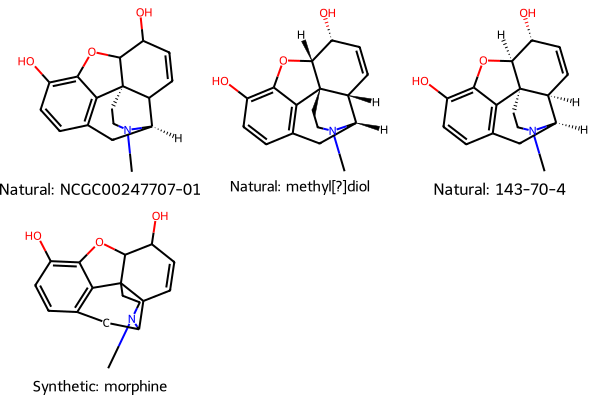 OH
HO
O
N
H
Natural: NCGC00247707-01
OH
H
O
HO
H
N
H
Natural: methyl[?]diol
OH
H
O
HO
H
N
H
Natural: 143-70-4
OH
HO
O
N
C
Synthetic: morphine